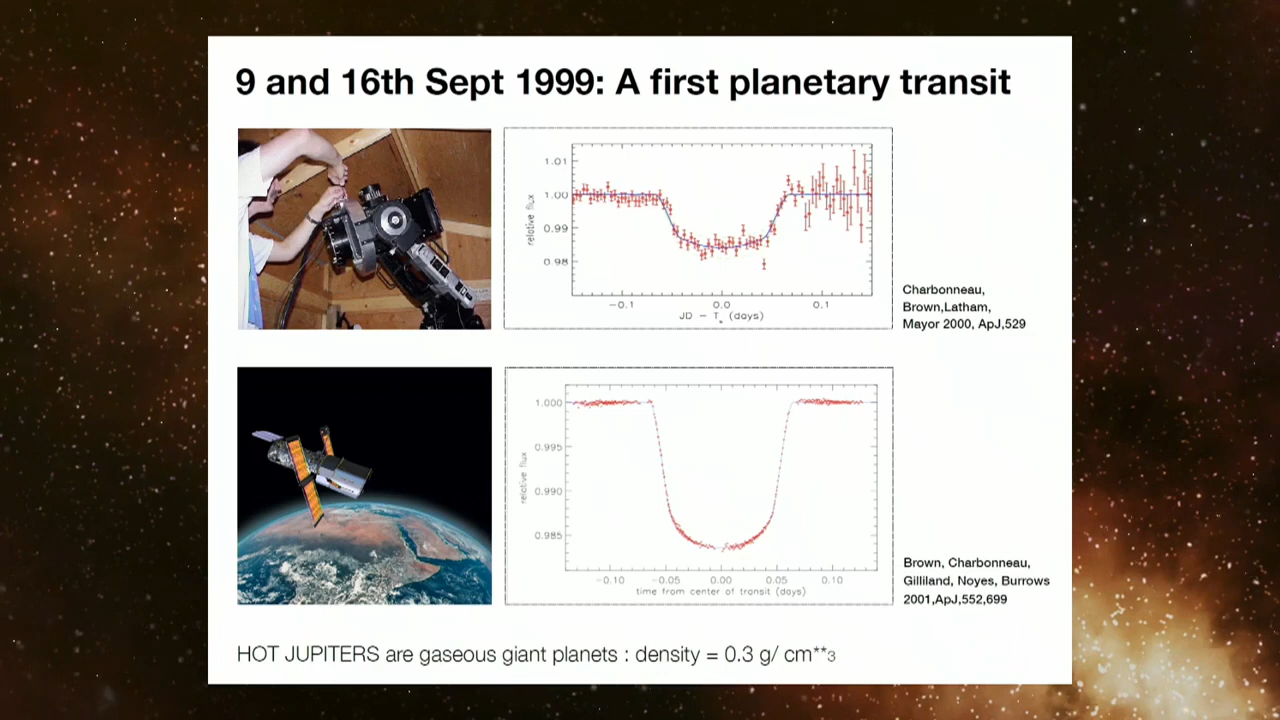 9 and 16th Sept 1999: A first planetary transit
1.01
1.00
0.99
0.98
relative flux
−0.1
0.0
0.1
JD − T (days)
Charbonneau,
Brown,Latham,
Mayor 2000, ApJ,529
1.000
0.995
0.990
0.985
relative flux
−0.10
−0.05
0.00
0.05
0.10
time from center of transit (days)
Brown, Charbonneau,
Gilliland, Noyes, Burrows
2001,ApJ,552,699
HOT JUPITERS are gaseous giant planets : density = 0.3 g/ cm**3